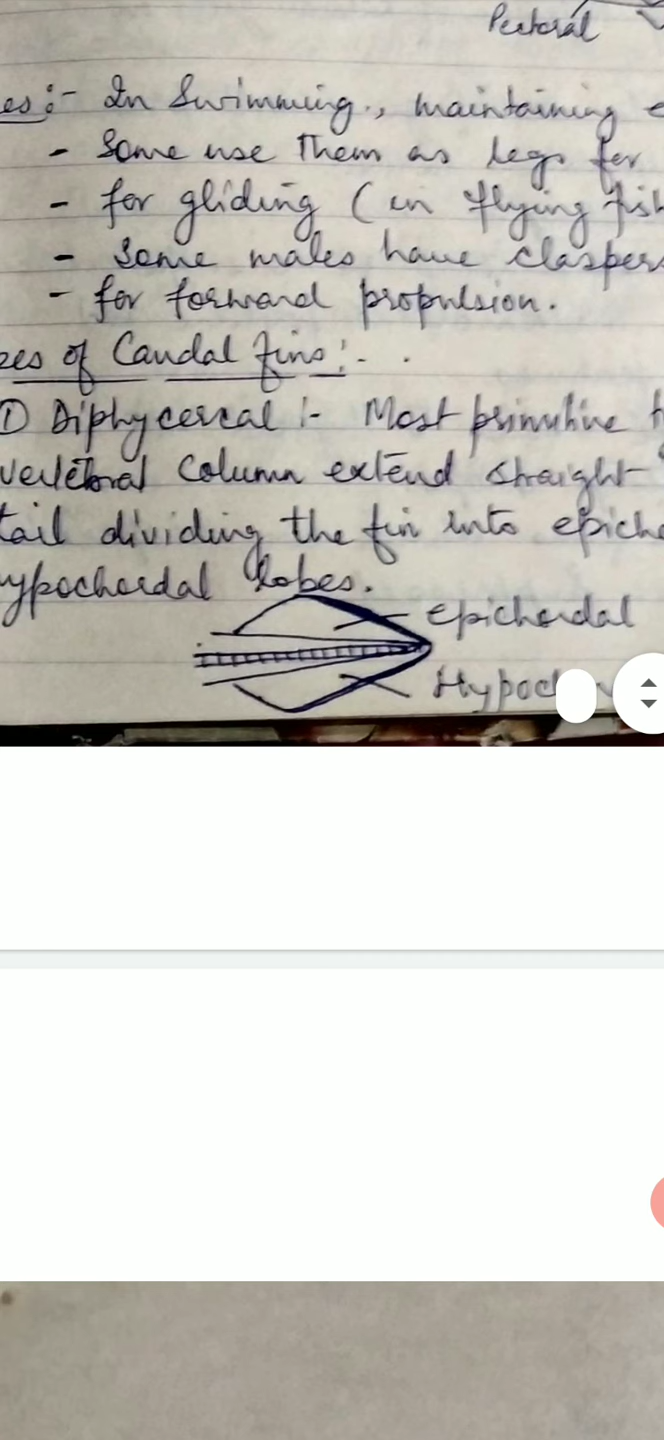 Pectoral
es :- In Swimming., maintaining e
- Some use them as legs for
- for gliding ( in flying fish
- Some males have claspers
- for forward propulsion.
pes of Caudal fins :-
① Diphycercal :- Most primitive t
vertebral Column extend straight
tail dividing the fin into epicho
ypochordal lobes.
epichordal
Hypoch